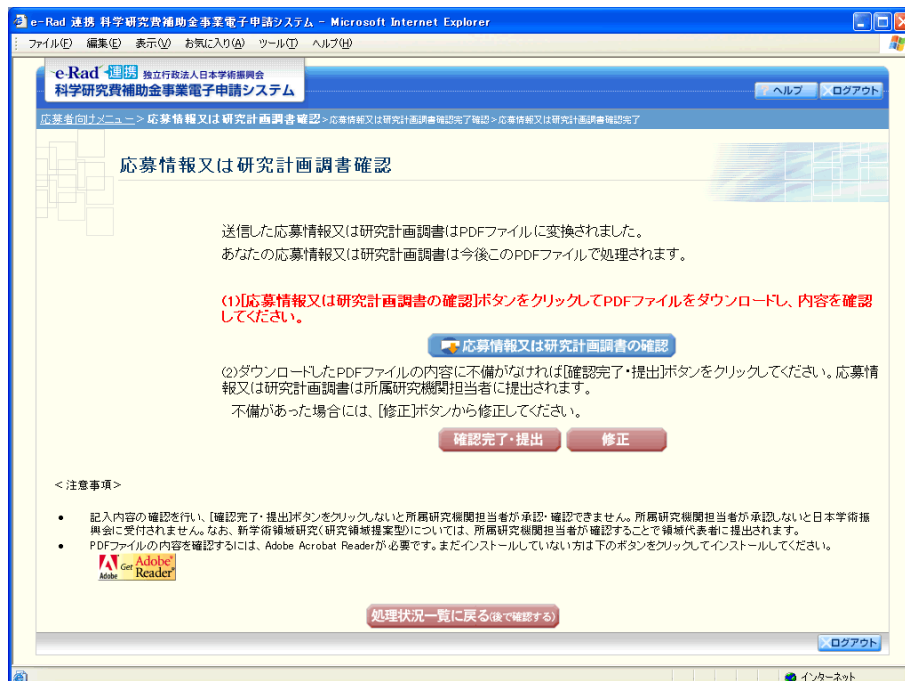 e-Rad 連携 科学研究費補助金事業電子申請システム - Microsoft Internet Explorer
ファイル(F) 編集(E) 表示(V) お気に入り(A) ツール(T) ヘルプ(H)
e-Rad 連携 独立行政法人日本学術振興会
科学研究費補助金事業電子申請システム
ヘルプ ログアウト
応募者向けメニュー>応募情報又は研究計画調書確認>応募情報又は研究計画調書確認完了確認>応募情報又は研究計画調書確認完了
応募情報又は研究計画調書確認
送信した応募情報又は研究計画調書はPDFファイルに変換されました。
あなたの応募情報又は研究計画調書は今後このPDFファイルで処理されます。
(1)[応募情報又は研究計画調書の確認]ボタンをクリックしてPDFファイルをダウンロードし、内容を確認
してください。
応募情報又は研究計画調書の確認
(2)ダウンロードしたPDFファイルの内容に不備がなければ[確認完了・提出]ボタンをクリックしてください。応募情
報又は研究計画調書は所属研究機関担当者に提出されます。
不備があった場合には、[修正]ボタンから修正してください。
確認完了・提出 修正
<注意事項>
• 記入内容の確認を行い、[確認完了・提出]ボタンをクリックしないと所属研究機関担当者が承認・確認できません。所属研究機関担当者が承認しないと日本学術振
興会に受付されません。なお、新学術領域研究(研究領域提案型)については、所属研究機関担当者が確認することで領域代表者に提出されます。
• PDFファイルの内容を確認するには、Adobe Acrobat Readerが必要です。まだインストールしていない方は下のボタンをクリックしてインストールしてください。
Adobe Get Adobe® Reader®
処理状況一覧に戻る(後で確認する)
ログアウト
インターネット